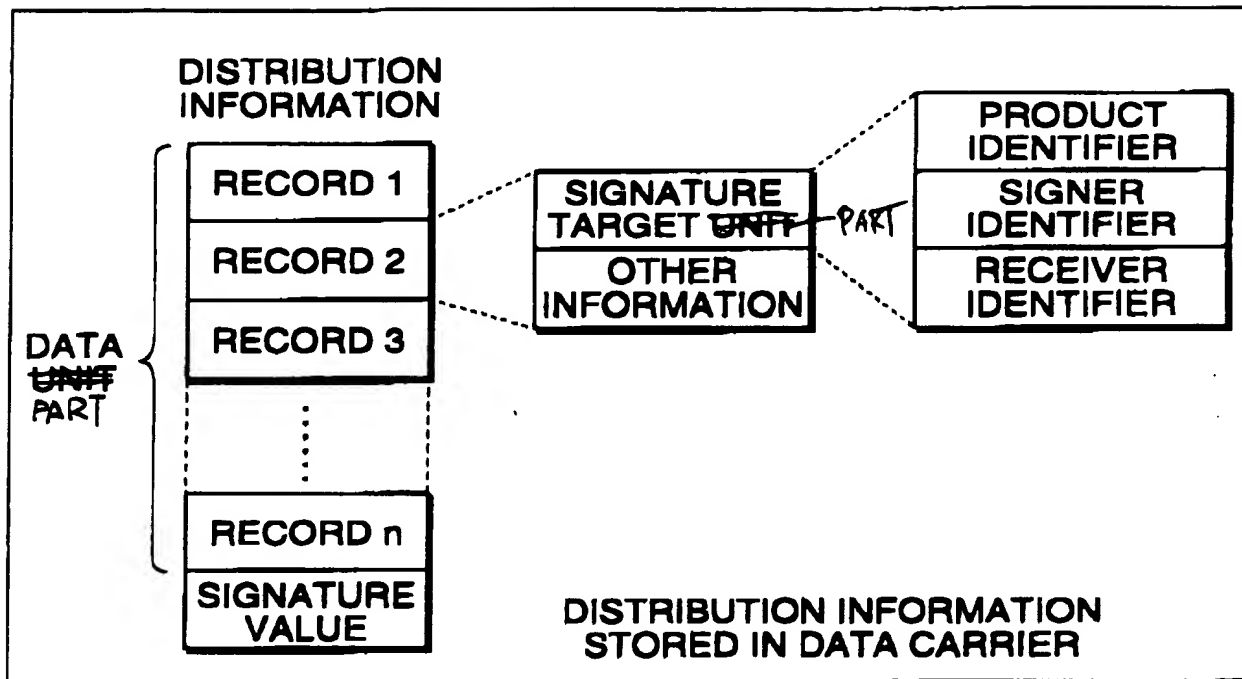 DISTRIBUTION
INFORMATION
RECORD 1
RECORD 2
RECORD 3
RECORD n
SIGNATURE
VALUE
DATA
UNIT
PART
SIGNATURE
TARGET UNIT PART
OTHER
INFORMATION
PRODUCT
IDENTIFIER
SIGNER
IDENTIFIER
RECEIVER
IDENTIFIER
DISTRIBUTION INFORMATION
STORED IN DATA CARRIER